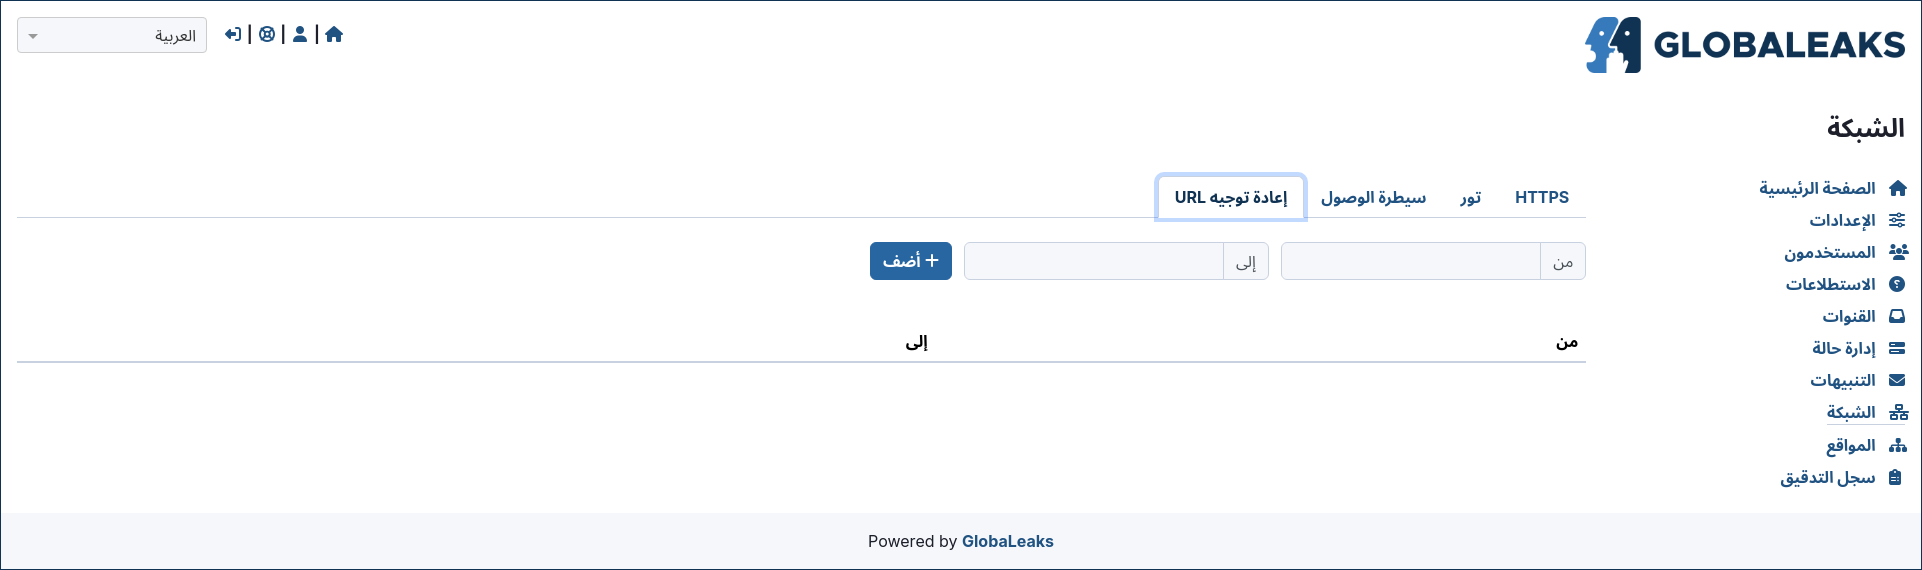 GLOBALEAKS
العربية
الشبكة
الصفحة الرئيسية
الإعدادات
المستخدمون
الاستطلاعات
القنوات
إدارة حالة
التنبيهات
الشبكة
المواقع
سجل التدقيق
HTTPS
تور
سيطرة الوصول
إعادة توجيه URL
من
إلى
أضف
من
إلى
Powered by GlobaLeaks